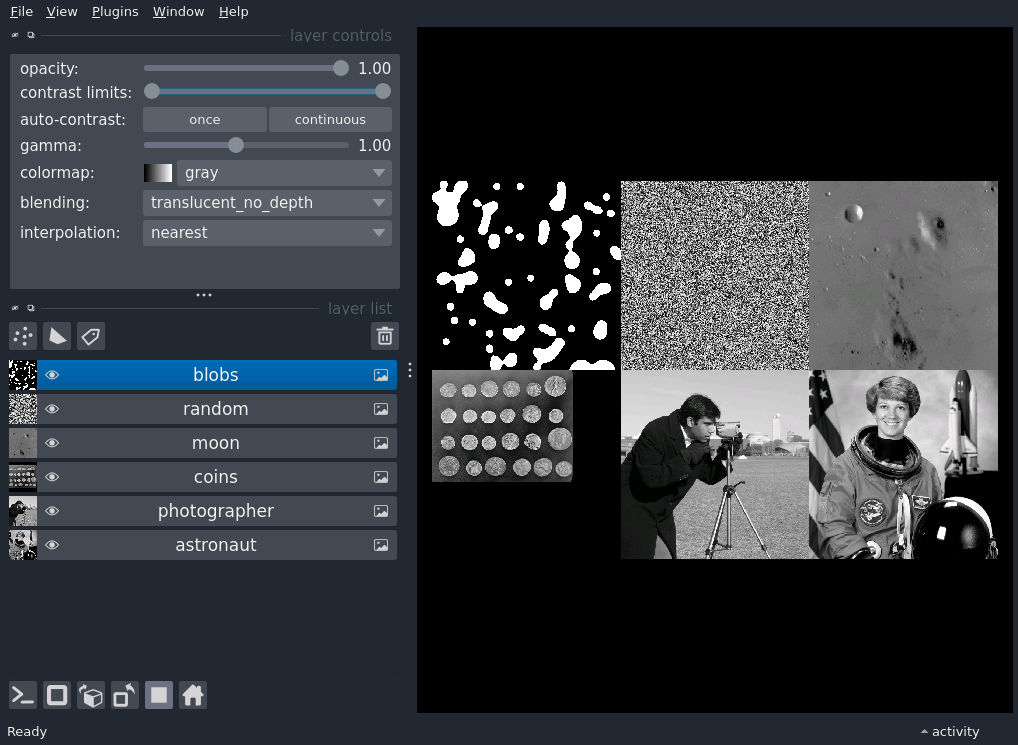 File View Plugins Window Help
layer controls
opacity: 1.00
contrast limits:
auto-contrast: once continuous
gamma: 1.00
colormap: gray
blending: translucent_no_depth
interpolation: nearest
layer list
blobs
random
moon
coins
photographer
astronaut
Ready activity